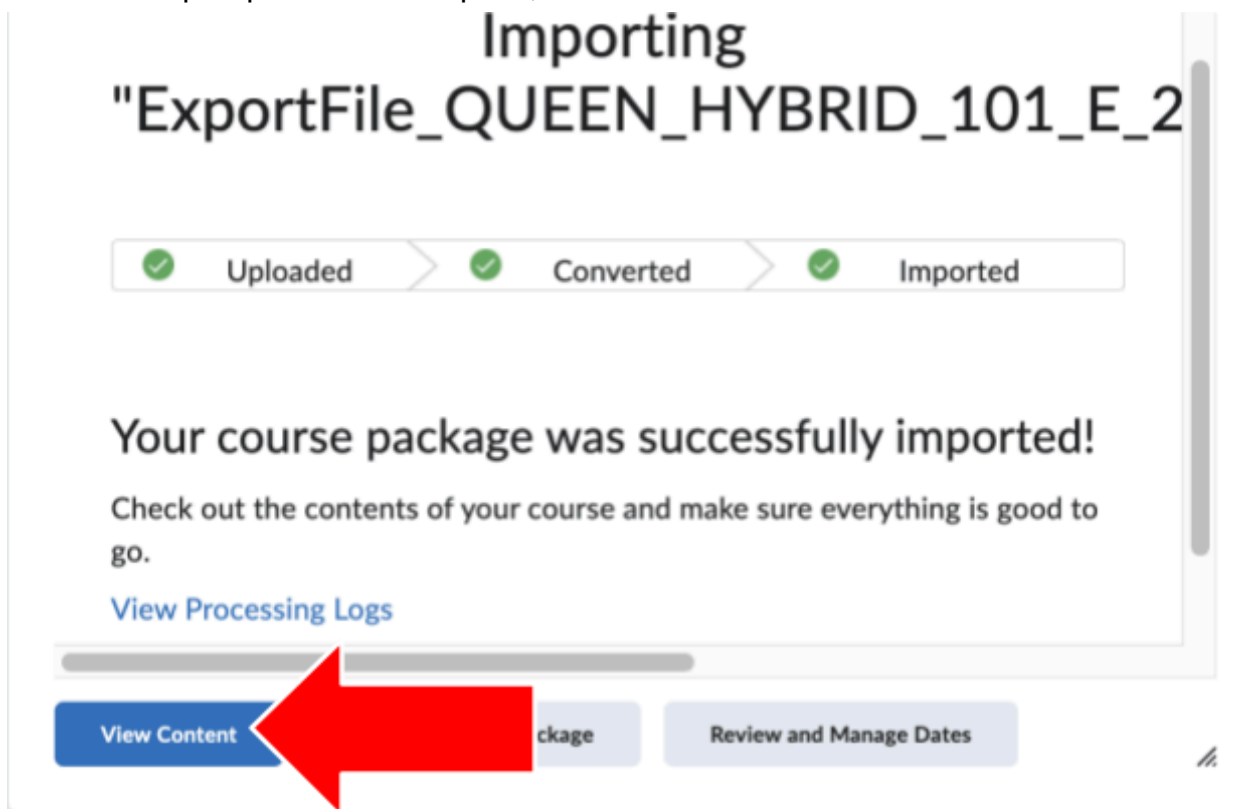 Importing
"ExportFile_QUEEN_HYBRID_101_E_2
Uploaded Converted Imported
Your course package was successfully imported!
Check out the contents of your course and make sure everything is good to
go.
View Processing Logs
View Content ckage Review and Manage Dates